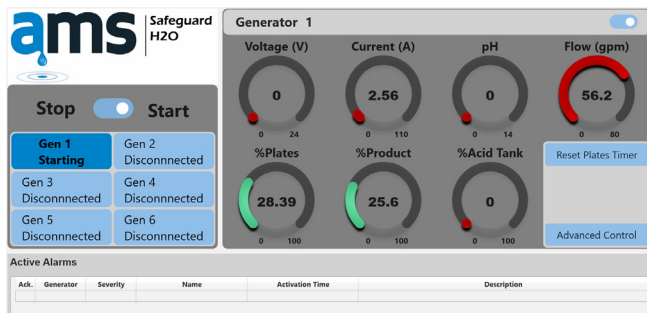 ams
Safeguard
H2O
Stop Start
Gen 1
Starting
Gen 2
Disconnnected
Gen 3
Disconnnected
Gen 4
Disconnnected
Gen 5
Disconnnected
Gen 6
Disconnnected
Generator 1
Voltage (V) Current (A) pH Flow (gpm)
0 2.56 0 56.2
0 24 0 110 0 14 0 80
%Plates %Product %Acid Tank
28.39 25.6 0
0 100 0 100 0 100
Reset Plates Timer
Advanced Control
Active Alarms
Ack. Generator Severity Name Activation Time Description